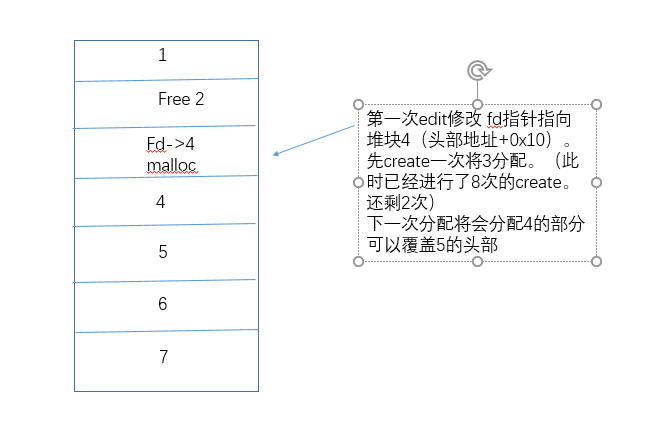 1
Free 2
Fd->4
malloc
4
5
6
7
第一次edit修改 fd指针指向
堆块4（头部地址+0x10）。
先create一次将3分配。（此
时已经进行了8次的create。
还剩2次）
下一次分配将会分配4的部分
可以覆盖5的头部